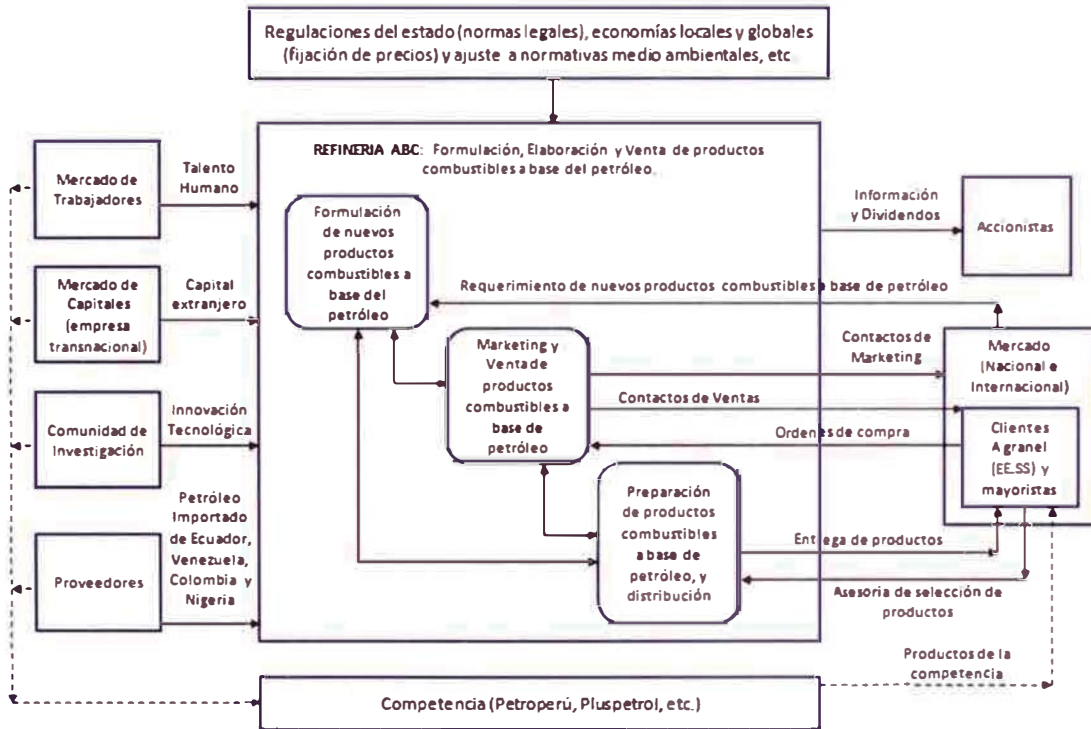 Regulaciones del estado (normas legales), economías locales y globales
(fijación de precios) y ajuste a normativas medio ambientales, etc
REFINERIA ABC: Formulación, Elaboración y Venta de productos
combustibles a base del petróleo.
Mercado de
Trabajadores
Talento
Humano
Mercado de
Capitales
(empresa
transnacional)
Capital
extranjero
Comunidad de
Investigación
Innovación
Tecnológica
Proveedores
Petróleo
Importado
de Ecuador,
Venezuela,
Colombia y
Nigeria
Formulación
de nuevos
productos
combustibles a
base del
petróleo
Marketing y
Venta de
productos
combustibles a
base de
petróleo
Preparación
de productos
combustibles
a base de
petróleo, y
distribución
Información
y Dividendos
Accionistas
Requerimiento de nuevos productos combustibles a base de petróleo
Contactos de
Marketing
Mercado
(Nacional e
Internacional)
Contactos de Ventas
Ordenes de compra
Clientes
A granel
(EE.SS) y
mayoristas
Entrega de productos
Asesoria de selección de
productos
Productos de la
competencia
Competencia (Petroperú, Pluspetrol, etc.)